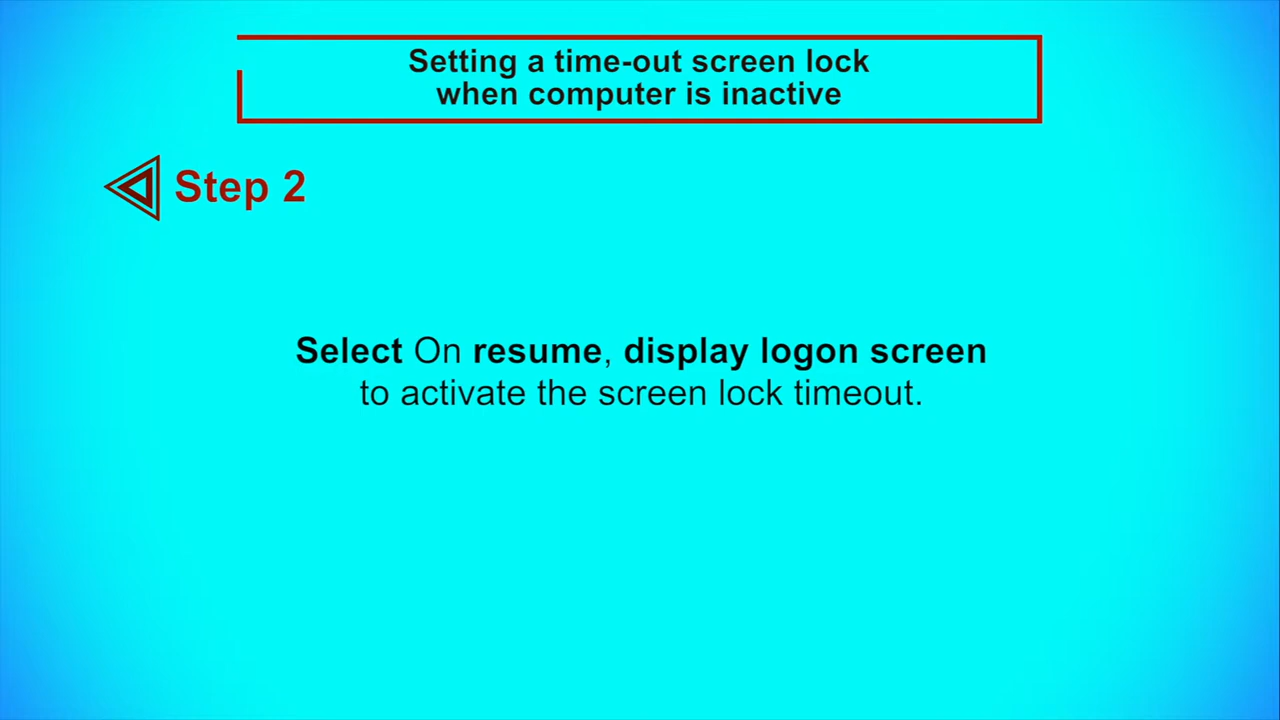 Setting a time-out screen lock
when computer is inactive
Step 2
Select On resume, display logon screen
to activate the screen lock timeout.